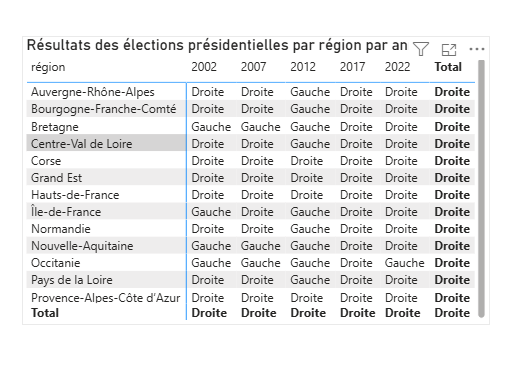 Résultats des élections présidentielles par région par an
région 2002 2007 2012 2017 2022 Total
Auvergne-Rhône-Alpes Droite Droite Gauche Droite Droite Droite
Bourgogne-Franche-Comté Droite Droite Gauche Droite Droite Droite
Bretagne Gauche Gauche Gauche Droite Droite Droite
Centre-Val de Loire Droite Droite Gauche Droite Droite Droite
Corse Droite Droite Droite Droite Droite Droite
Grand Est Droite Droite Droite Droite Droite Droite
Hauts-de-France Droite Droite Gauche Droite Droite Droite
Île-de-France Gauche Droite Gauche Droite Droite Droite
Normandie Droite Droite Gauche Droite Droite Droite
Nouvelle-Aquitaine Gauche Gauche Gauche Droite Droite Droite
Occitanie Gauche Droite Gauche Droite Gauche Droite
Pays de la Loire Droite Droite Gauche Droite Droite Droite
Provence-Alpes-Côte d'Azur Droite Droite Droite Droite Droite Droite
Total Droite Droite Droite Droite Droite Droite